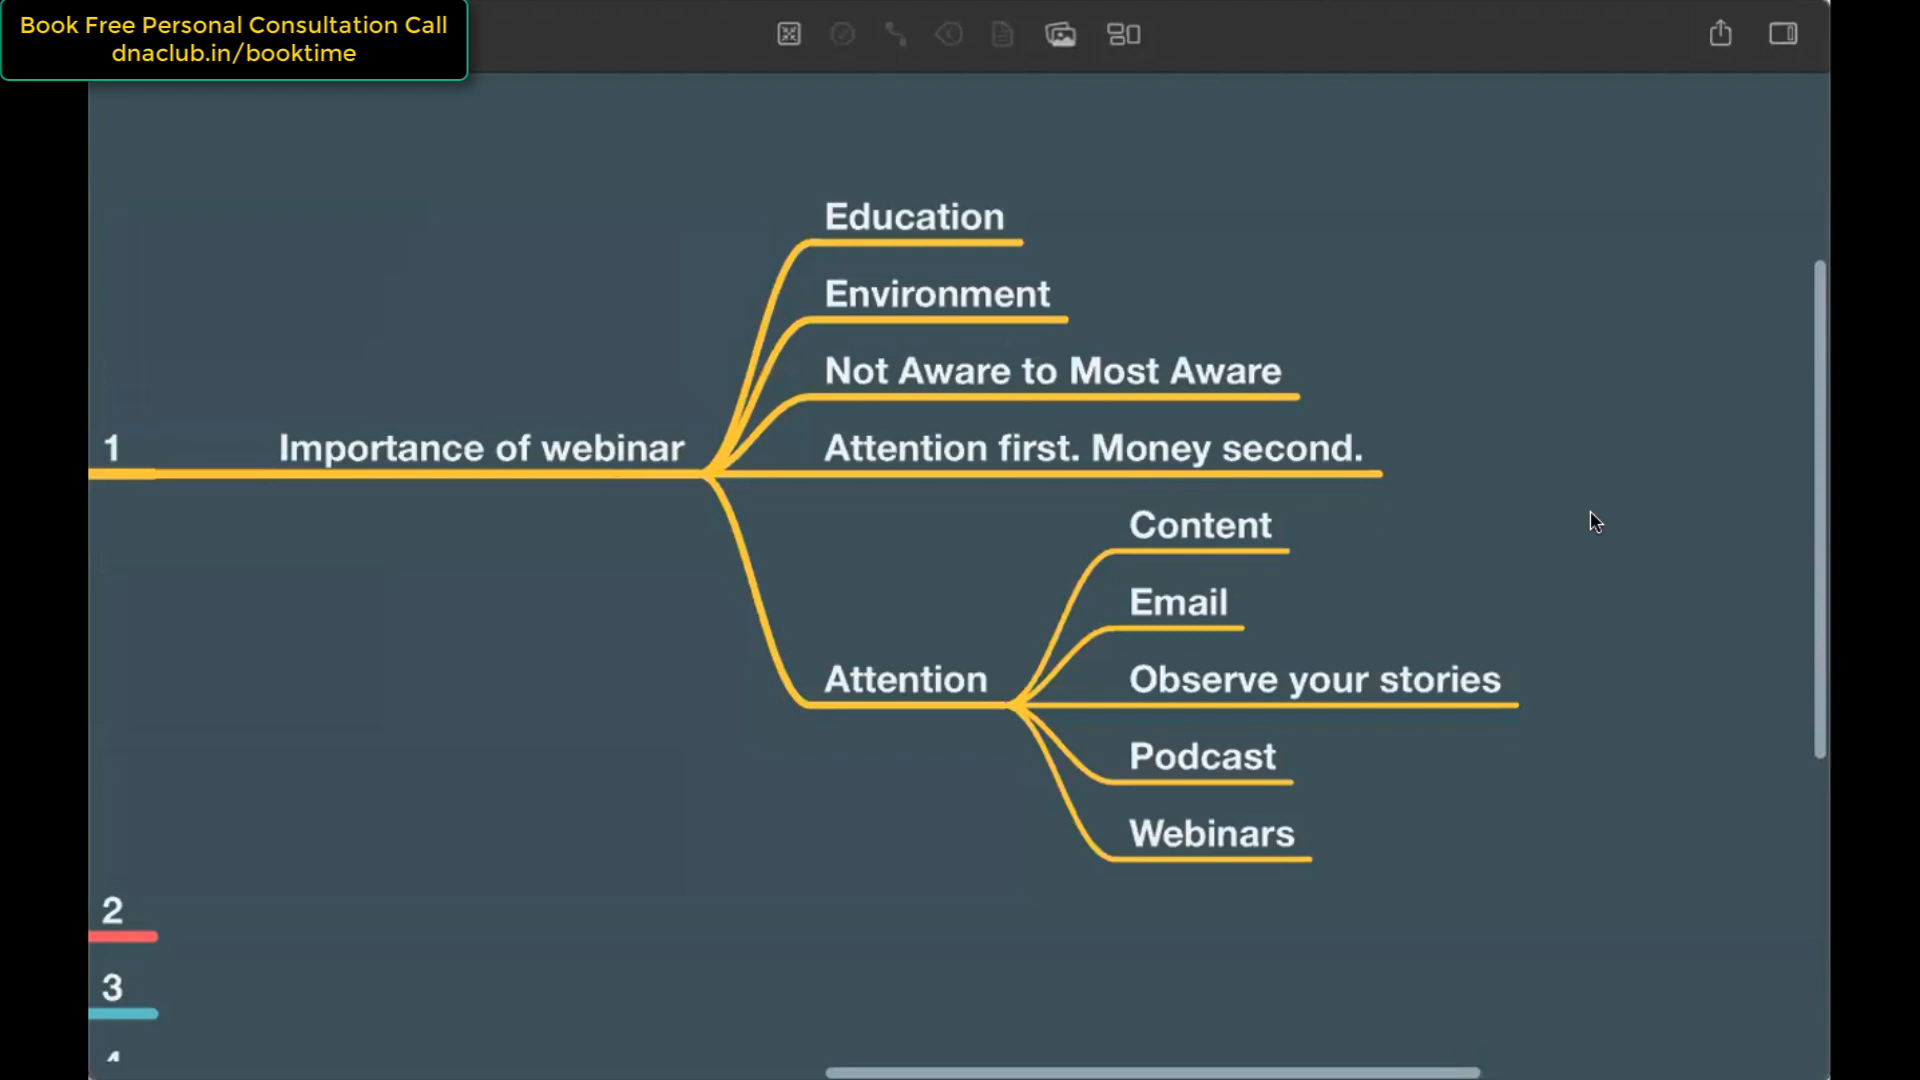 Book Free Personal Consultation Call
dnaclub.in/booktime
Education
Environment
Not Aware to Most Aware
1 Importance of webinar
Attention first. Money second.
Content
Email
Attention
Observe your stories
Podcast
Webinars
2
3
4